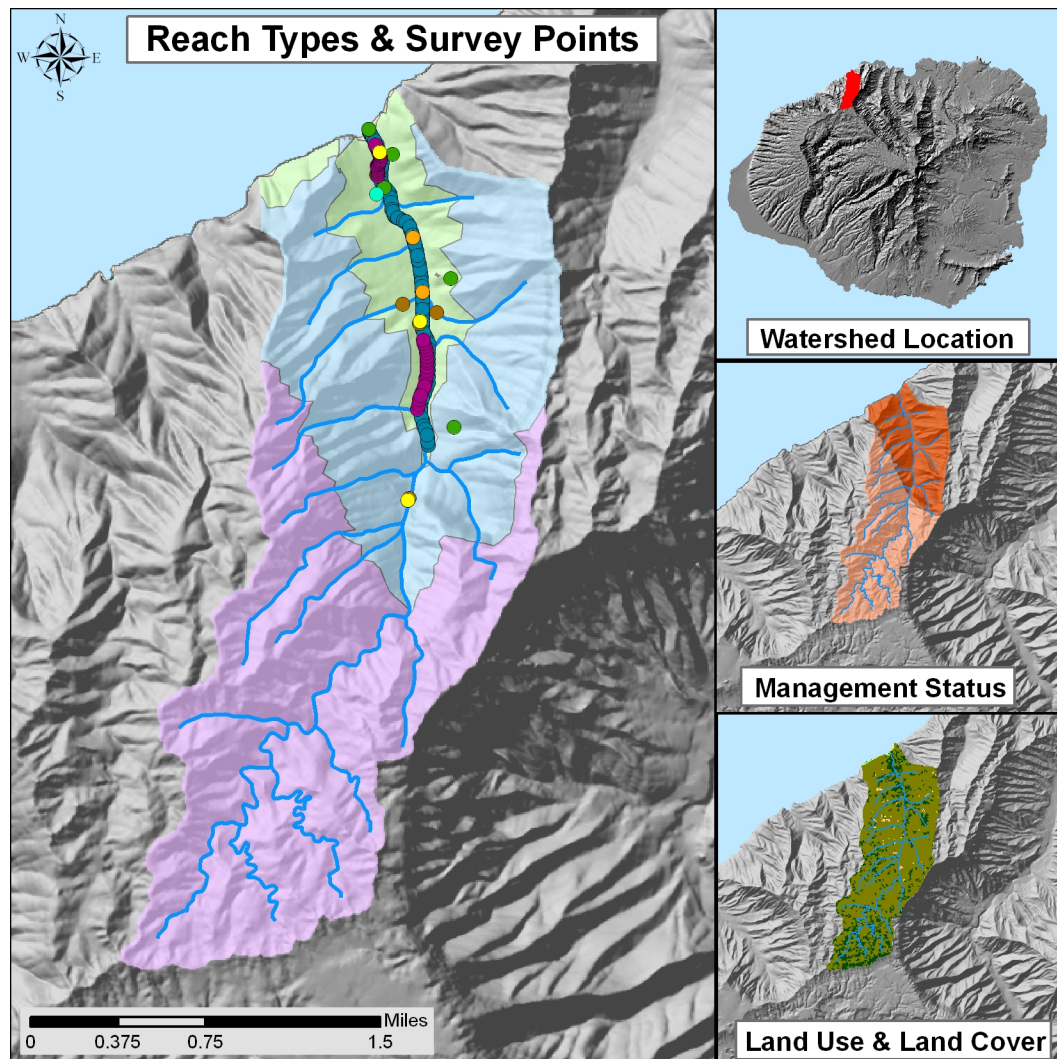 N
W E
S
Reach Types & Survey Points
Watershed Location
Management Status
Land Use & Land Cover
Miles
0 0.375 0.75 1.5